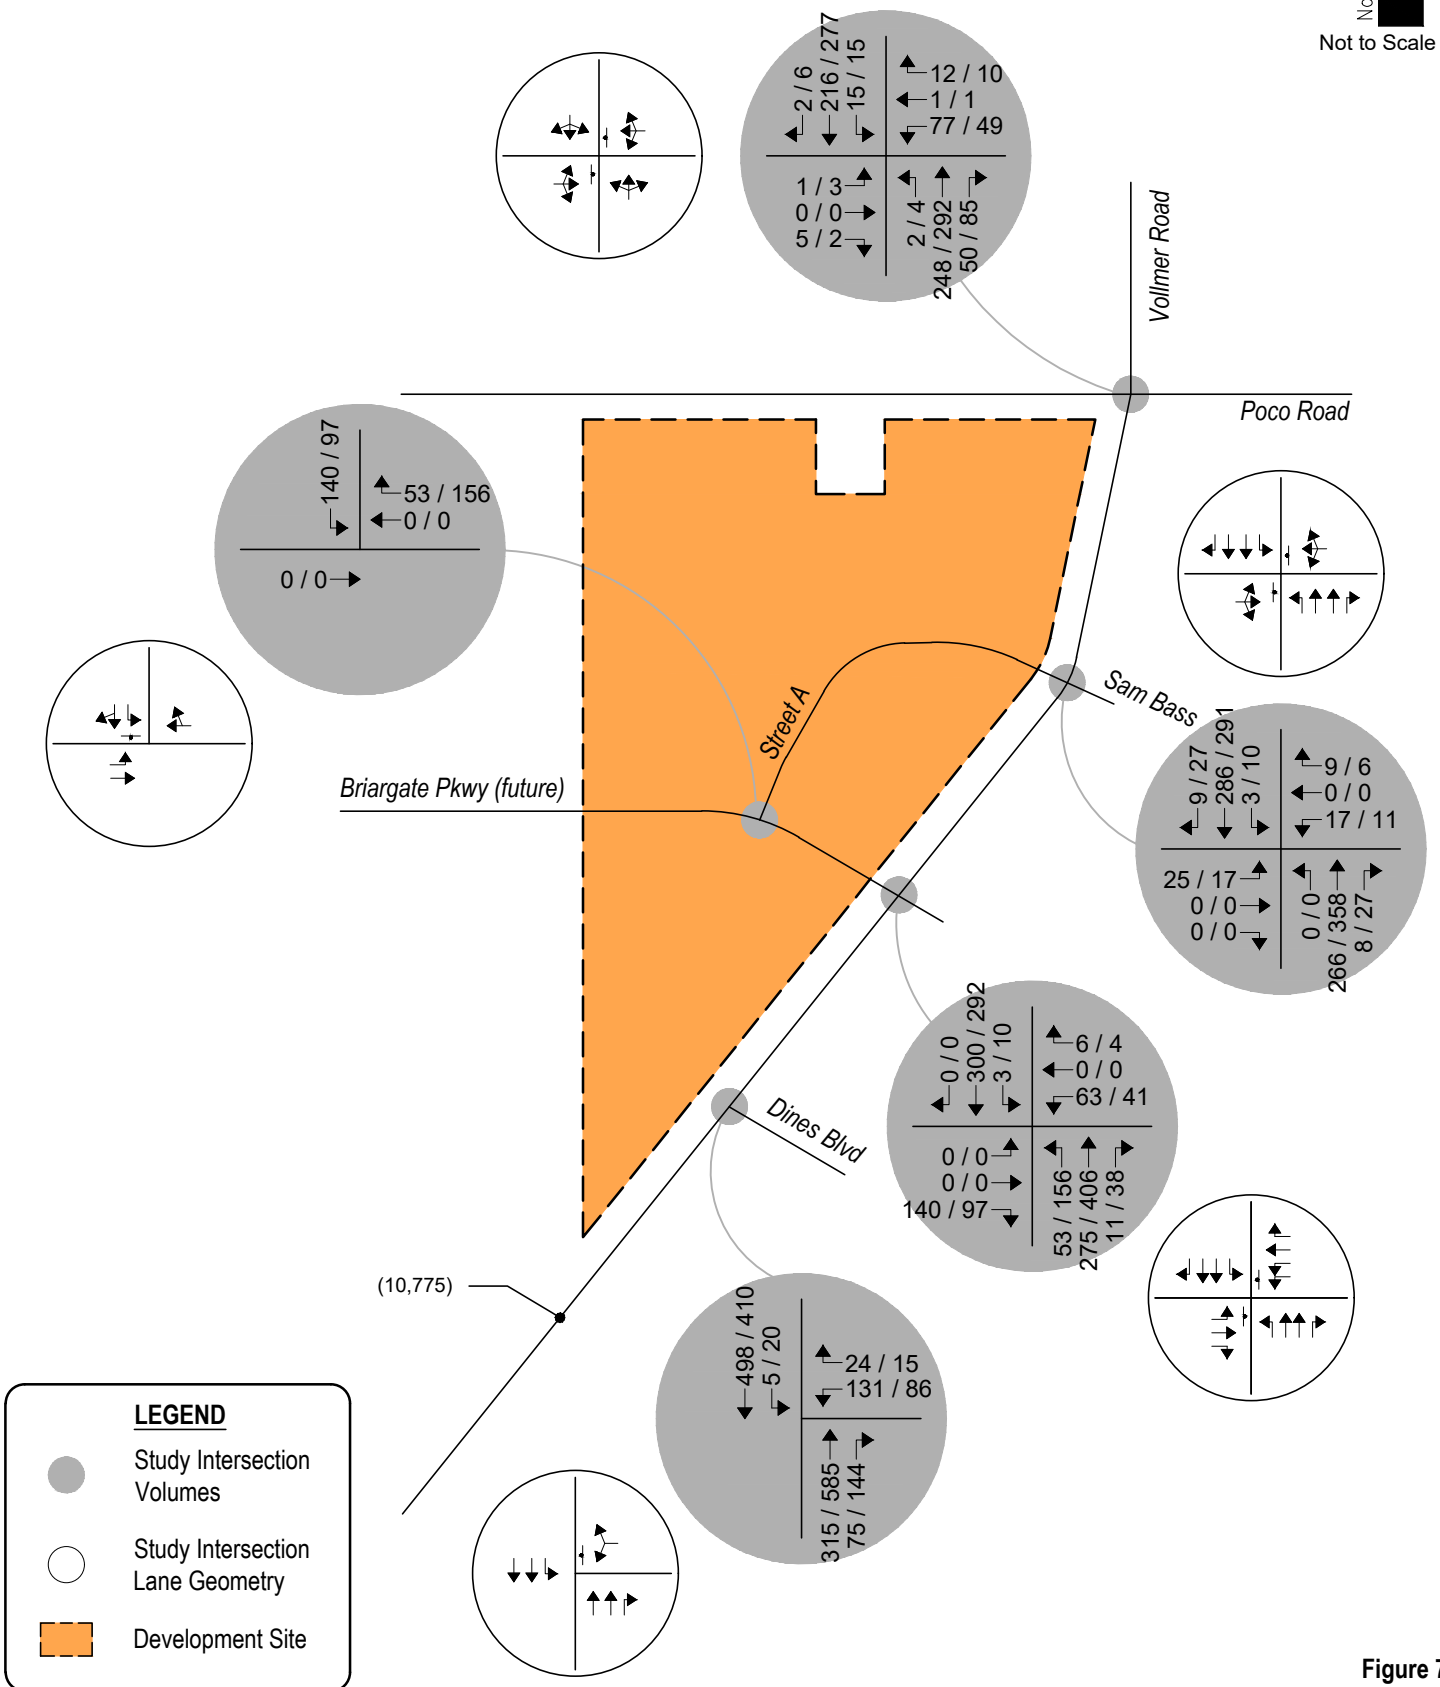 No
Not to Scale
2 / 6
216 / 277
15 / 15
12 / 10
1 / 1
77 / 49
1 / 3
0 / 0
5 / 2
2 / 4
248 / 292
50 / 85
Vollmer Road
Poco Road
140 / 97
53 / 156
0 / 0
0 / 0
Street A
Sam Bass
Briargate Pkwy (future)
9 / 27
286 / 291
3 / 10
9 / 6
0 / 0
17 / 11
25 / 17
0 / 0
0 / 0
0 / 0
266 / 358
8 / 27
0 / 0
300 / 292
3 / 10
6 / 4
0 / 0
63 / 41
0 / 0
0 / 0
140 / 97
53 / 156
275 / 406
11 / 38
Dines Blvd
(10,775)
498 / 410
5 / 20
24 / 15
131 / 86
315 / 585
75 / 144
LEGEND
Study Intersection
Volumes
Study Intersection
Lane Geometry
Development Site
Figure 7